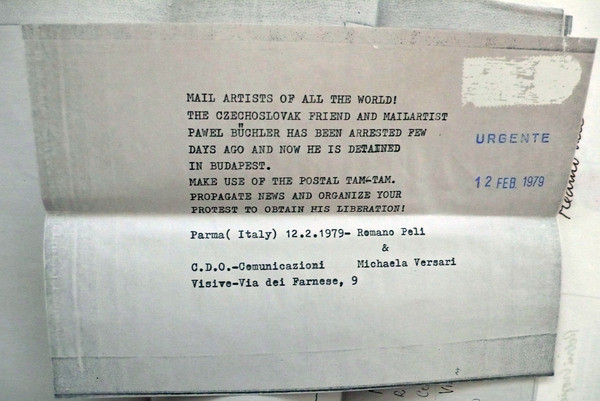 MAIL ARTISTS OF ALL THE WORLD!
THE CZECHOSLOVAK FRIEND AND MAILARTIST
PAWEL BÜCHLER HAS BEEN ARRESTED FEW
DAYS AGO AND NOW HE IS DETAINED
IN BUDAPEST.
MAKE USE OF THE POSTAL TAM-TAM.
PROPAGATE NEWS AND ORGANIZE YOUR
PROTEST TO OBTAIN HIS LIBERATION!
Parma( Italy) 12.2.1979- Romano Peli
&
C.D.O.-Comunicazioni Michaela Versari
Visive-Via dei Farnese, 9
URGENTE
12 FEB. 1979